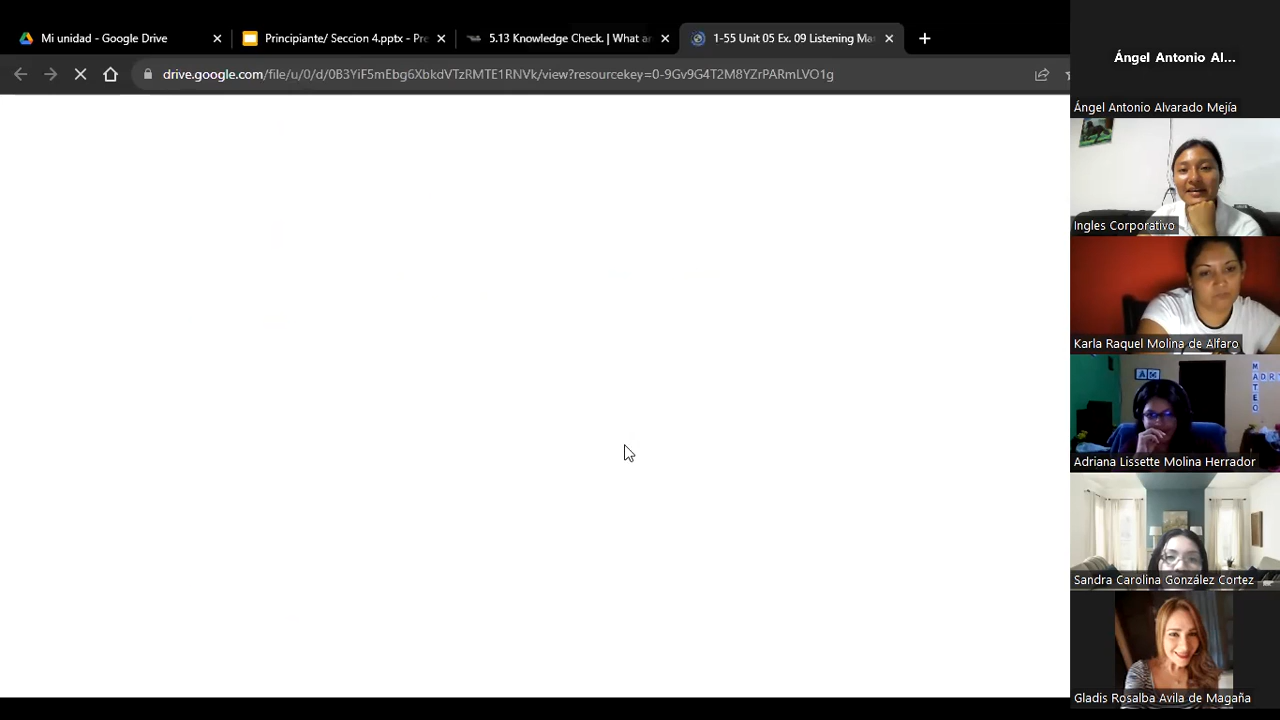 Mi unidad - Google Drive
Principiante/ Seccion 4.pptx - Pre
5.13 Knowledge Check. | What ar
1-55 Unit 05 Ex. 09 Listening Ma
drive.google.com/file/u/0/d/0B3YiF5mEbg6XbkdVTzRMTE1RNVk/view?resourcekey=0-9Gv9G4T2M8YZrPARmLVO1g
Ángel Antonio Al...
Ángel Antonio Alvarado Mejía
Ingles Corporativo
Karla Raquel Molina de Alfaro
AM
MATEO
ADR
Adriana Lissette Molina Herrador
Sandra Carolina González Cortez
Gladis Rosalba Avila de Magaña